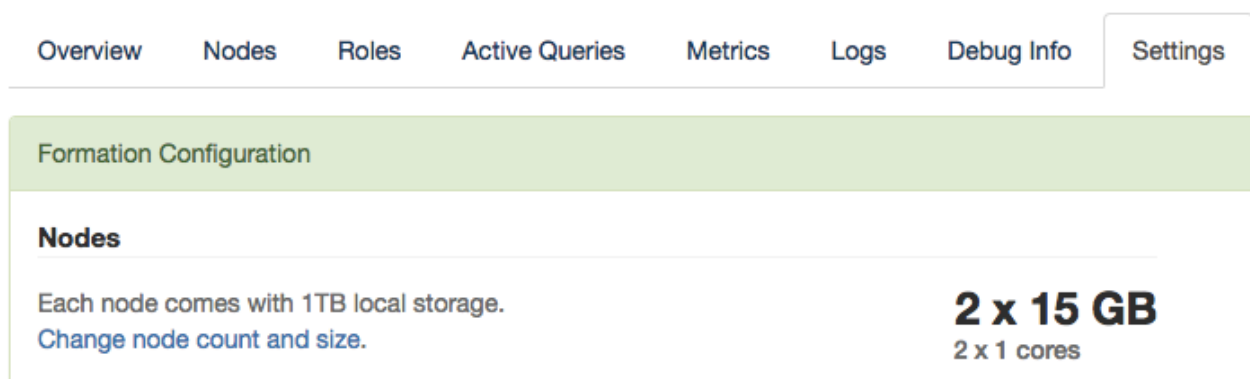 Overview Nodes Roles Active Queries Metrics Logs Debug Info Settings
Formation Configuration
Nodes
Each node comes with 1TB local storage.
Change node count and size.
2 x 15 GB
2 x 1 cores